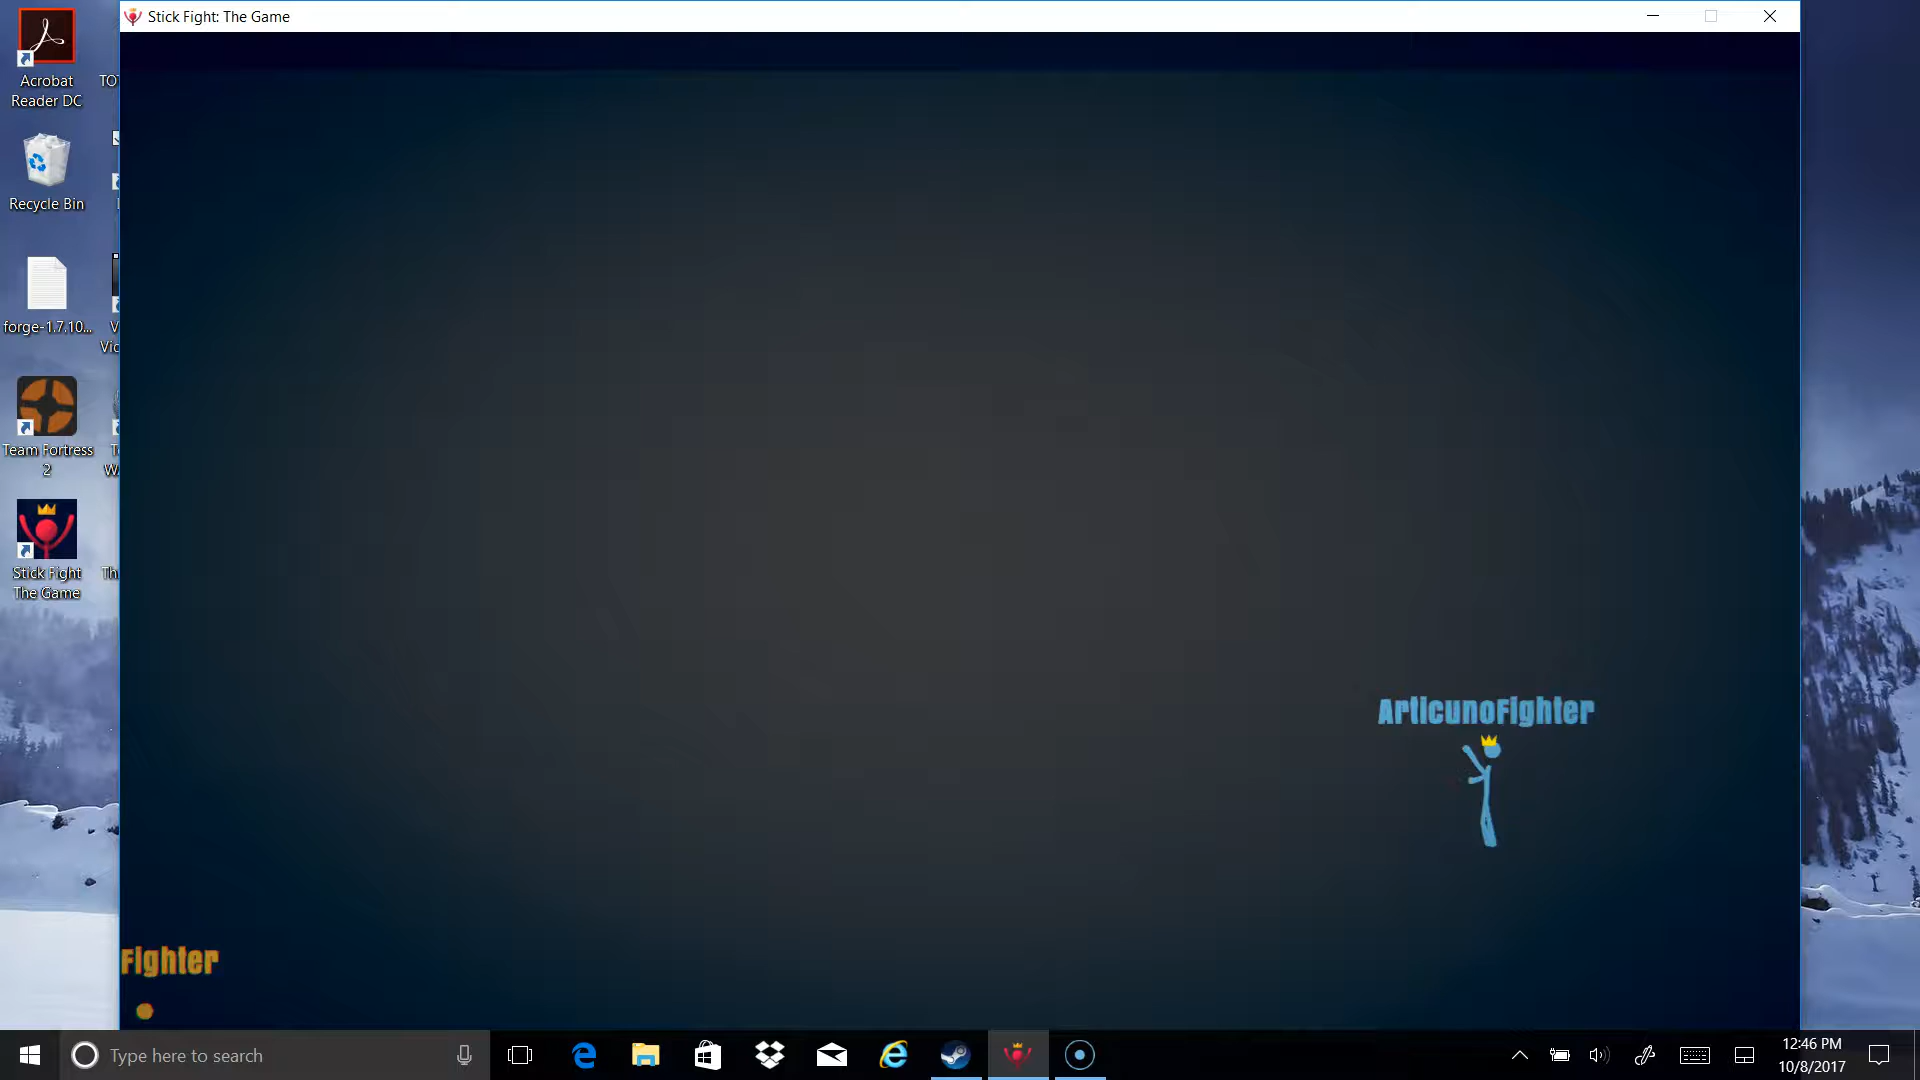 Stick Fight: The Game
Acrobat
Reader DC
Recycle Bin
forge-1.7.10...
Team Fortress
2
Stick Fight
The Game
ArticunoFighter
Fighter
Type here to search
12:46 PM
10/8/2017